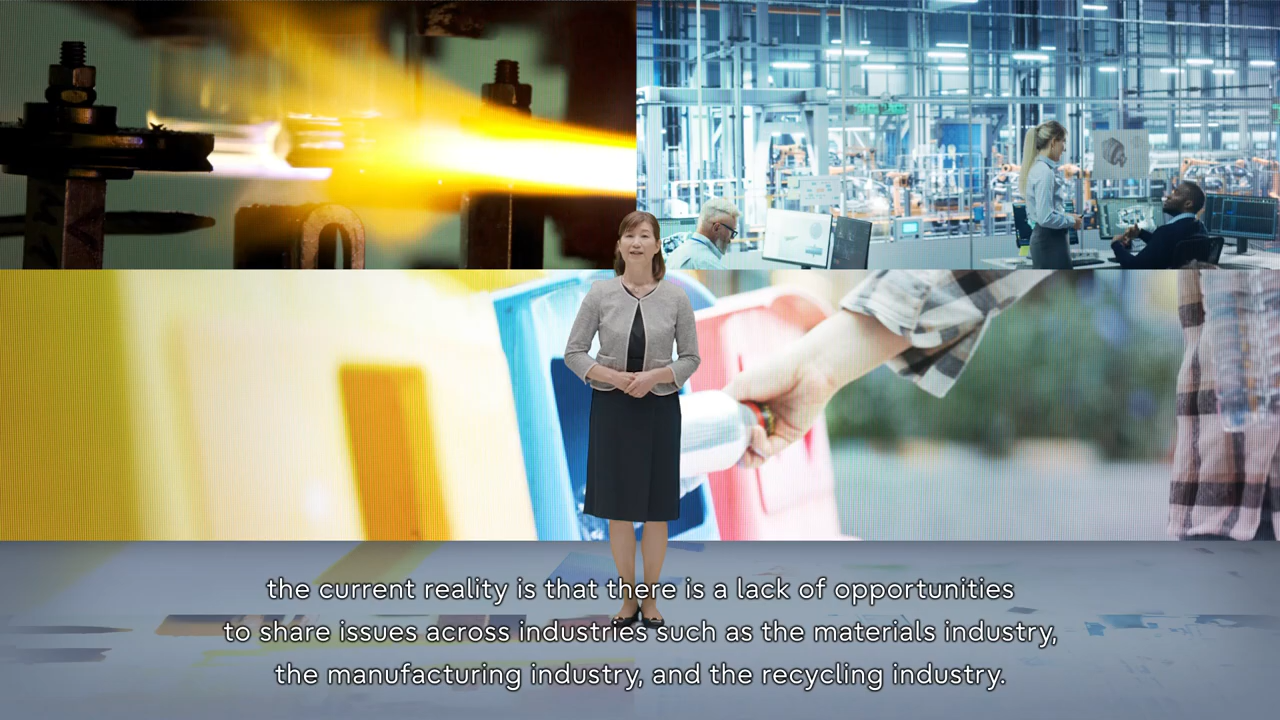 the current reality is that there is a lack of opportunities
to share issues across industries such as the materials industry,
the manufacturing industry, and the recycling industry.